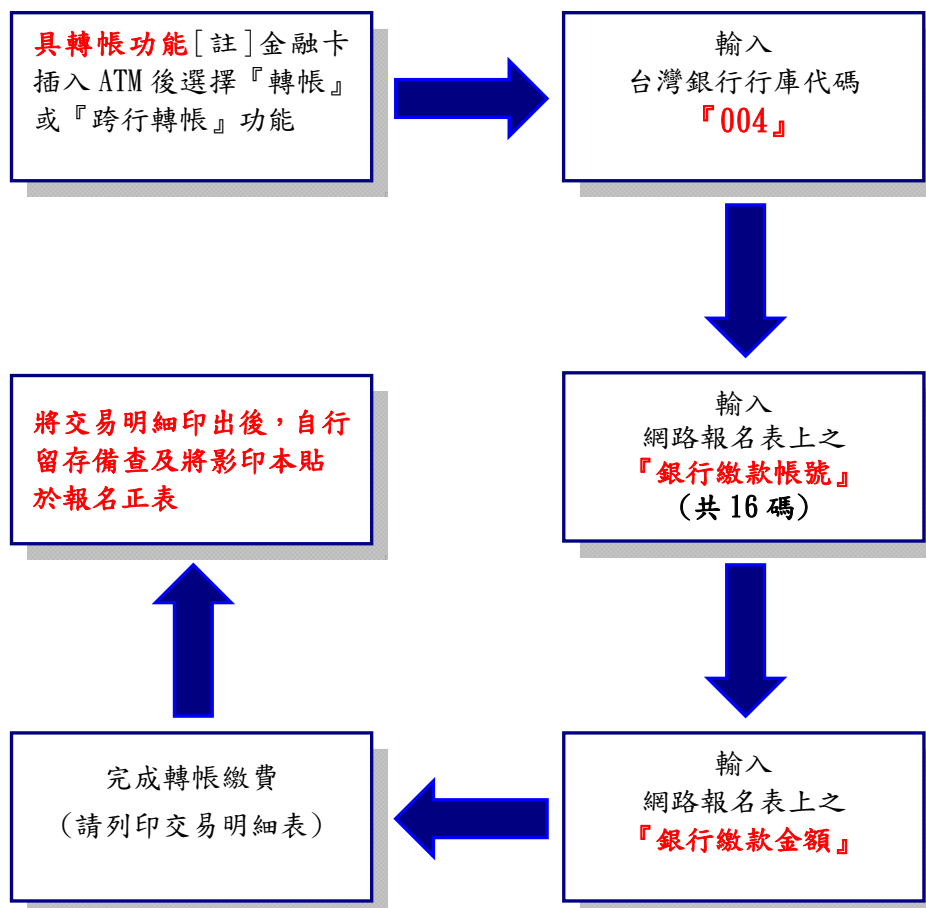 具轉帳功能[註]金融卡
插入 ATM 後選擇『轉帳』
或『跨行轉帳』功能
輸入
台灣銀行行庫代碼
『004』
輸入
網路報名表上之
『銀行繳款帳號』
(共 16 碼)
輸入
網路報名表上之
『銀行繳款金額』
完成轉帳繳費
(請列印交易明細表)
將交易明細印出後，自行
留存備查及將影印本貼
於報名正表